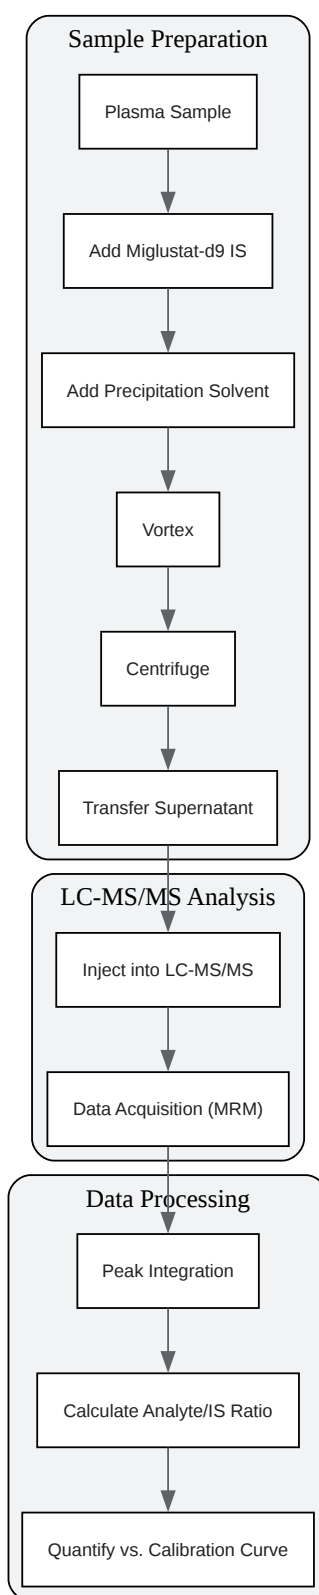 Sample Preparation
Plasma Sample
Add Miglustat-d9 IS
Add Precipitation Solvent
Vortex
Centrifuge
Transfer Supernatant
LC-MS/MS Analysis
Inject into LC-MS/MS
Data Acquisition (MRM)
Data Processing
Peak Integration
Calculate Analyte/IS Ratio
Quantify vs. Calibration Curve